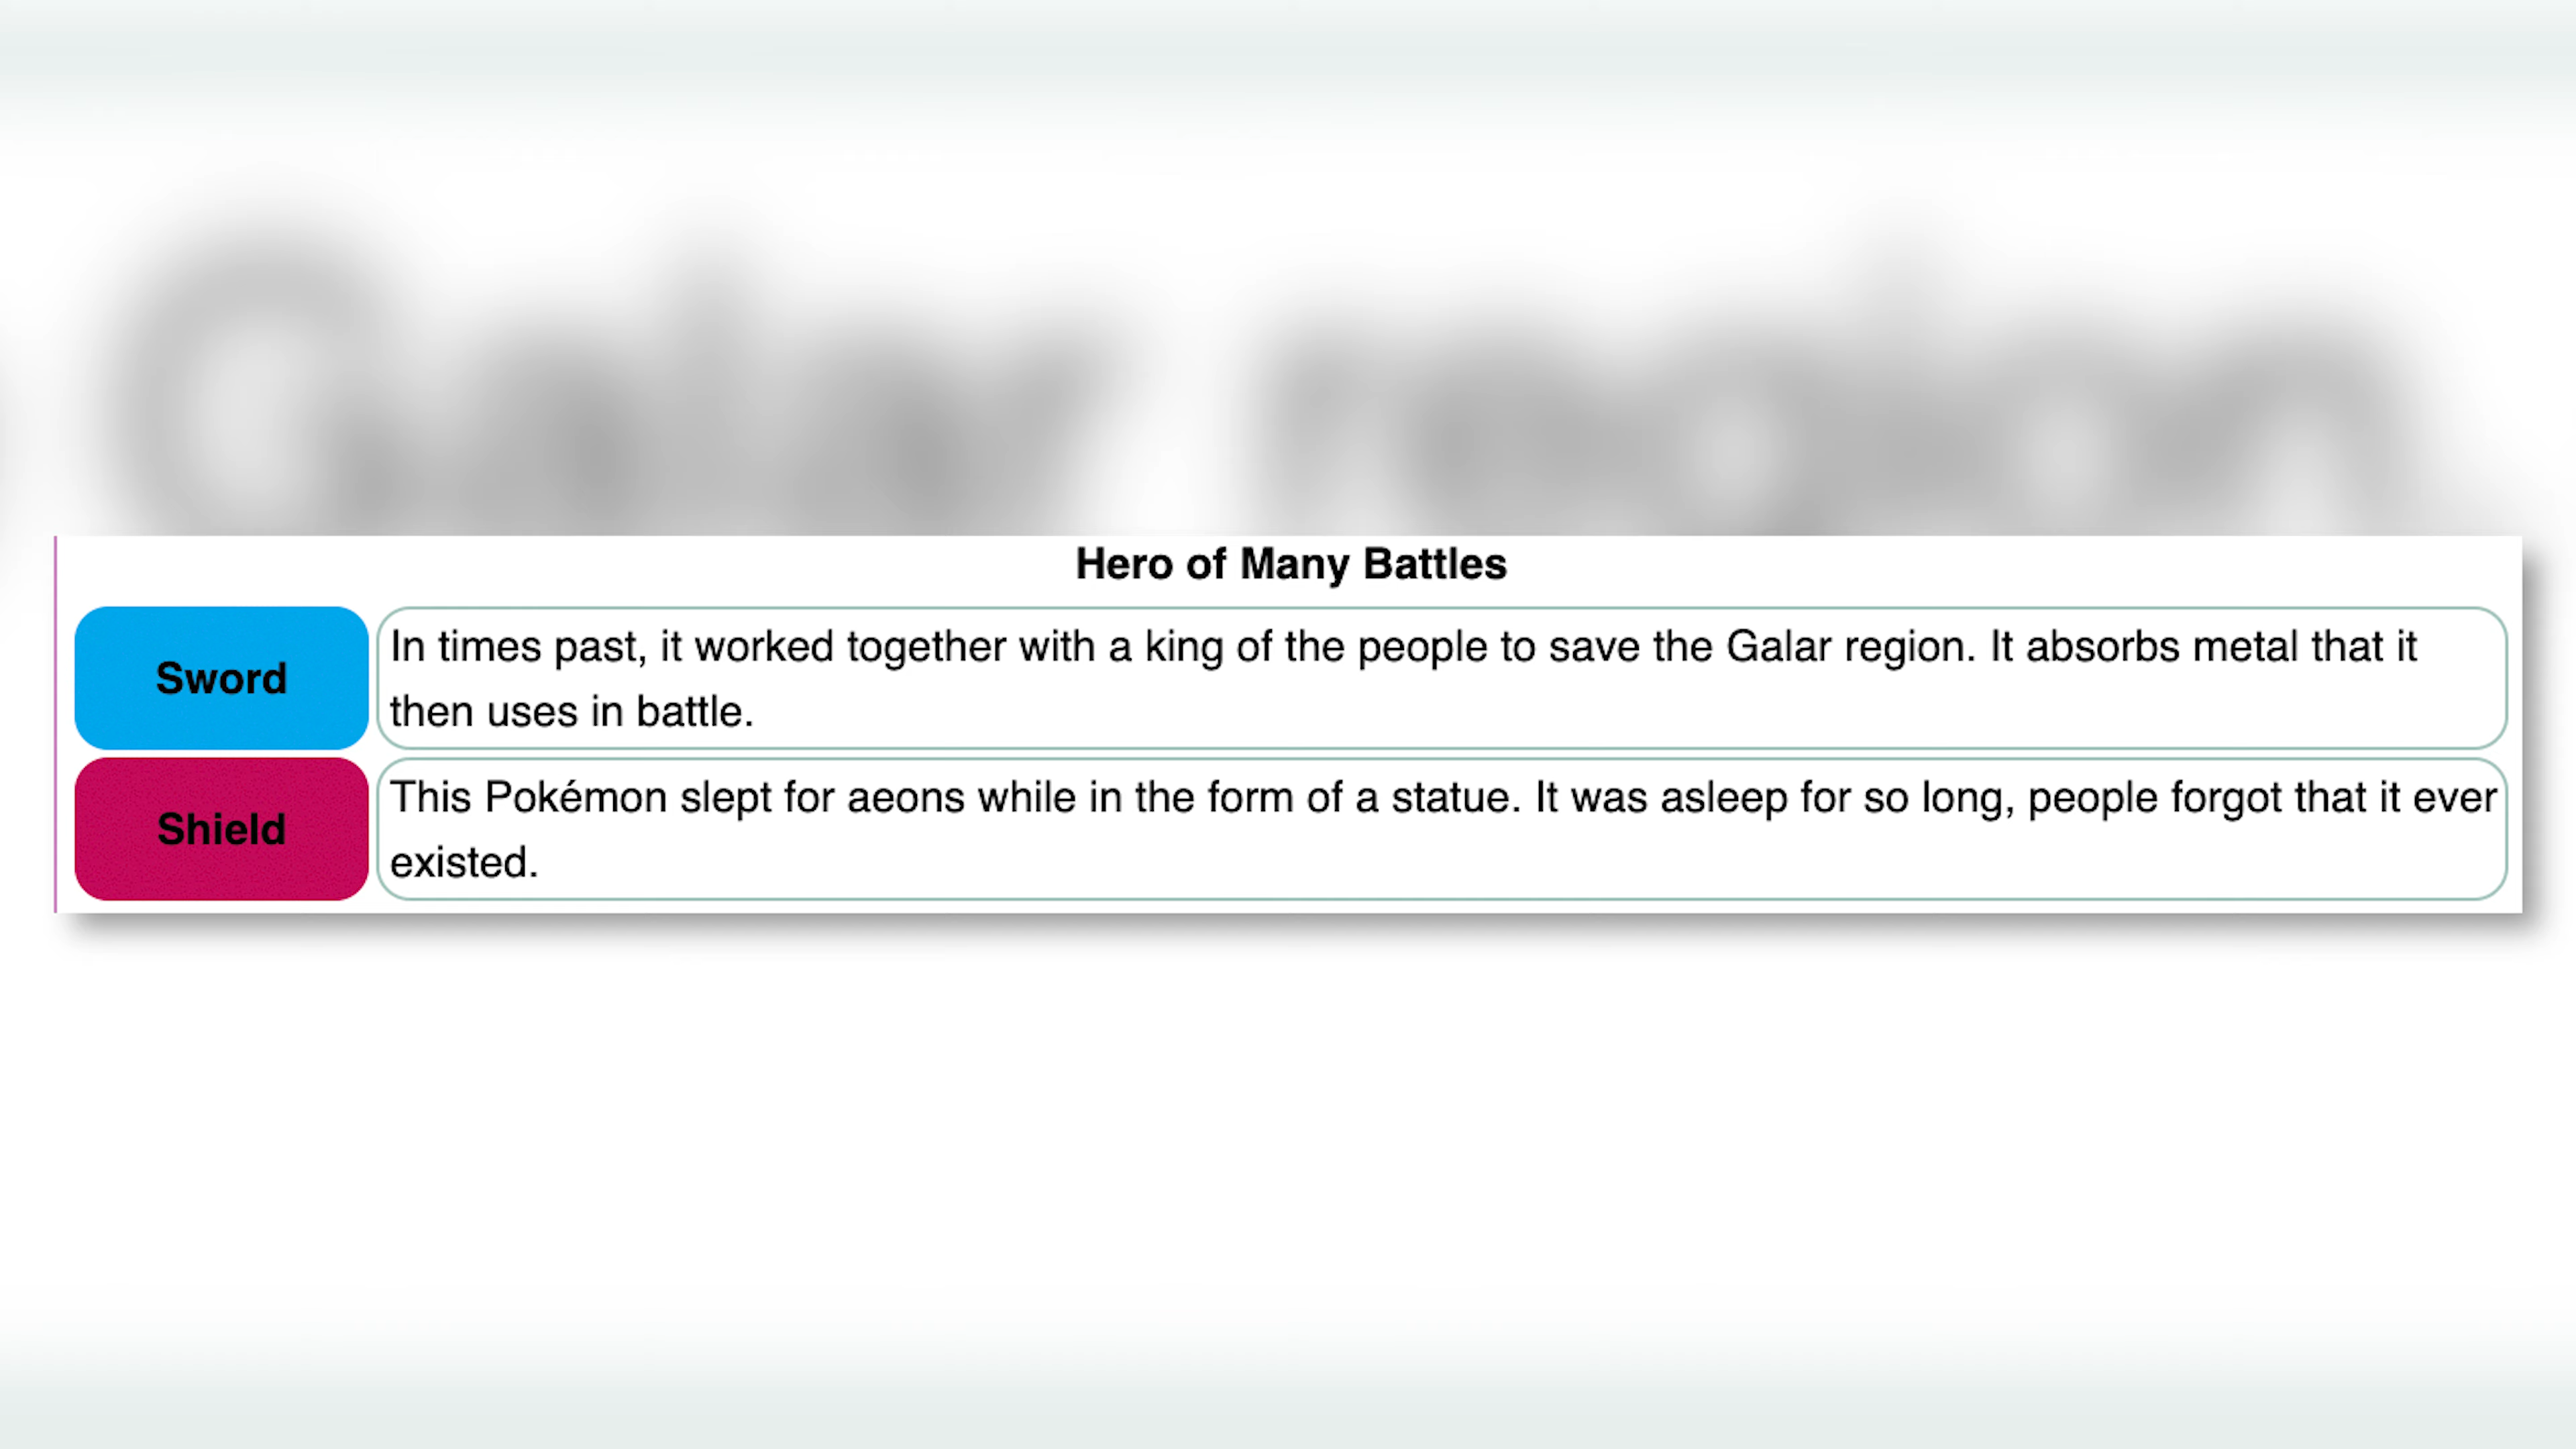 Galar region
Hero of Many Battles
Sword
In times past, it worked together with a king of the people to save the Galar region. It absorbs metal that it
then uses in battle.
Shield
This Pokémon slept for aeons while in the form of a statue. It was asleep for so long, people forgot that it ever
existed.